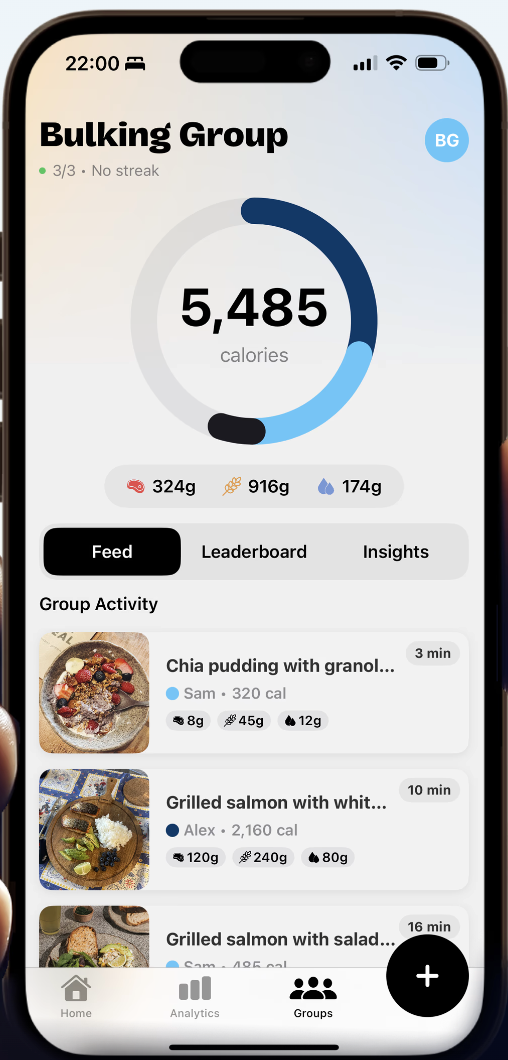 22:00
Bulking Group
BG
3/3 • No streak
5,485
calories
324g 916g 174g
Feed Leaderboard Insights
Group Activity
3 min
Chia pudding with granol...
Sam • 320 cal
8g 45g 12g
10 min
Grilled salmon with whit...
Alex • 2,160 cal
120g 240g 80g
16 min
Grilled salmon with salad...
Sam • 485 cal
+
Home Analytics Groups